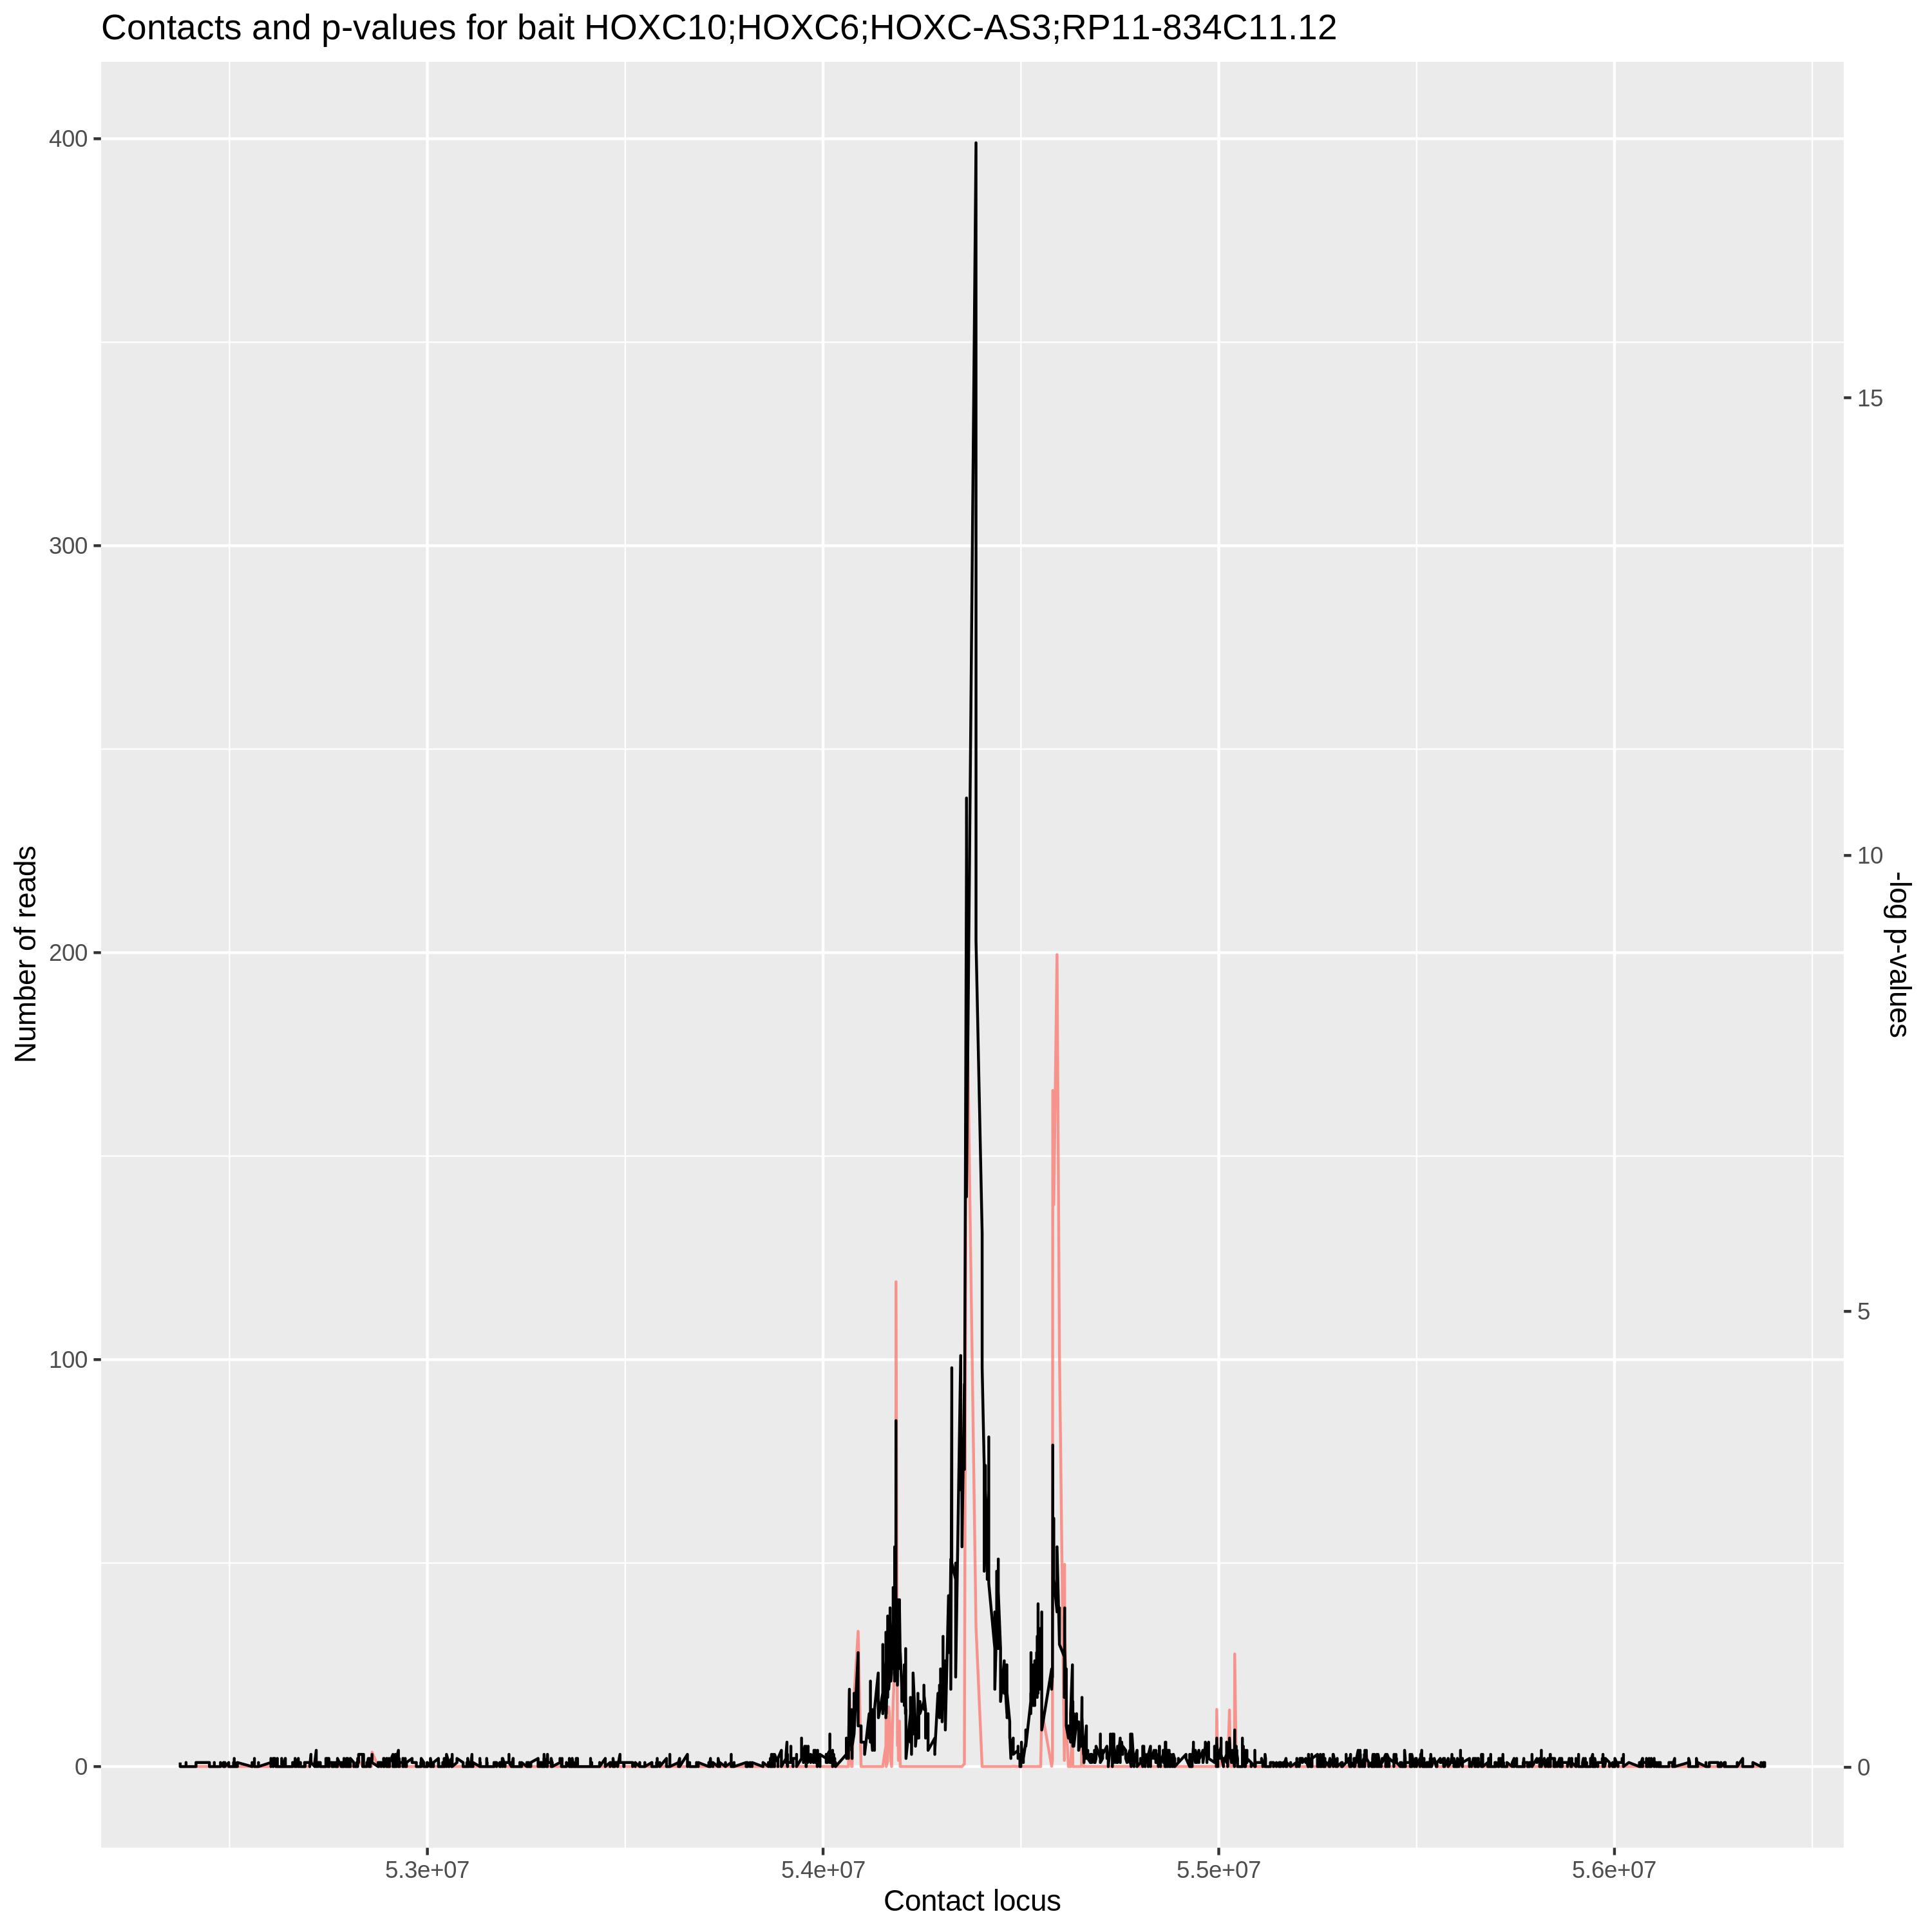 Contacts and p-values for bait HOXC10;HOXC6;HOXC-AS3;RP11-834C11.12
400
300
200
100
0
Number of reads
15
10
5
0
-log p-values
5.3e+07 5.4e+07 5.5e+07 5.6e+07
Contact locus